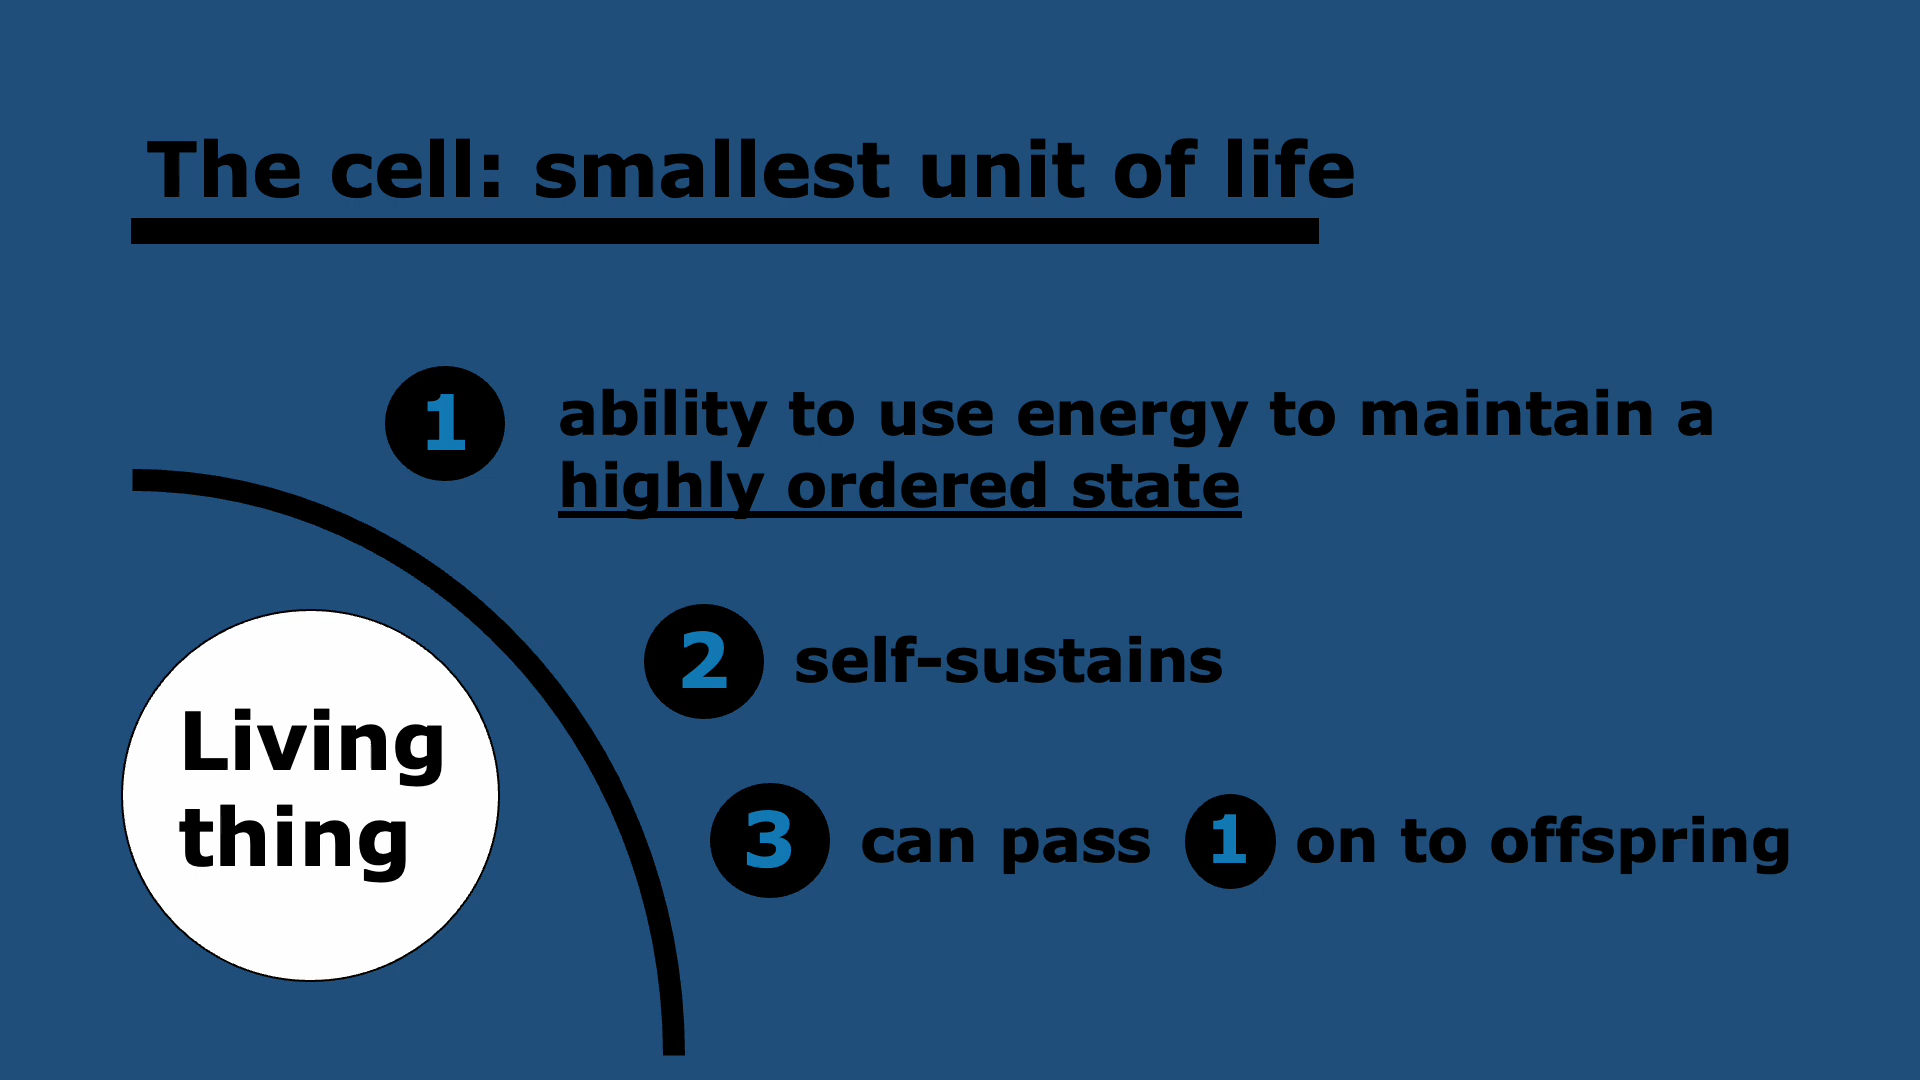 The cell: smallest unit of life
1 ability to use energy to maintain a
highly ordered state
2 self-sustains
Living
thing
3 can pass 1 on to offspring